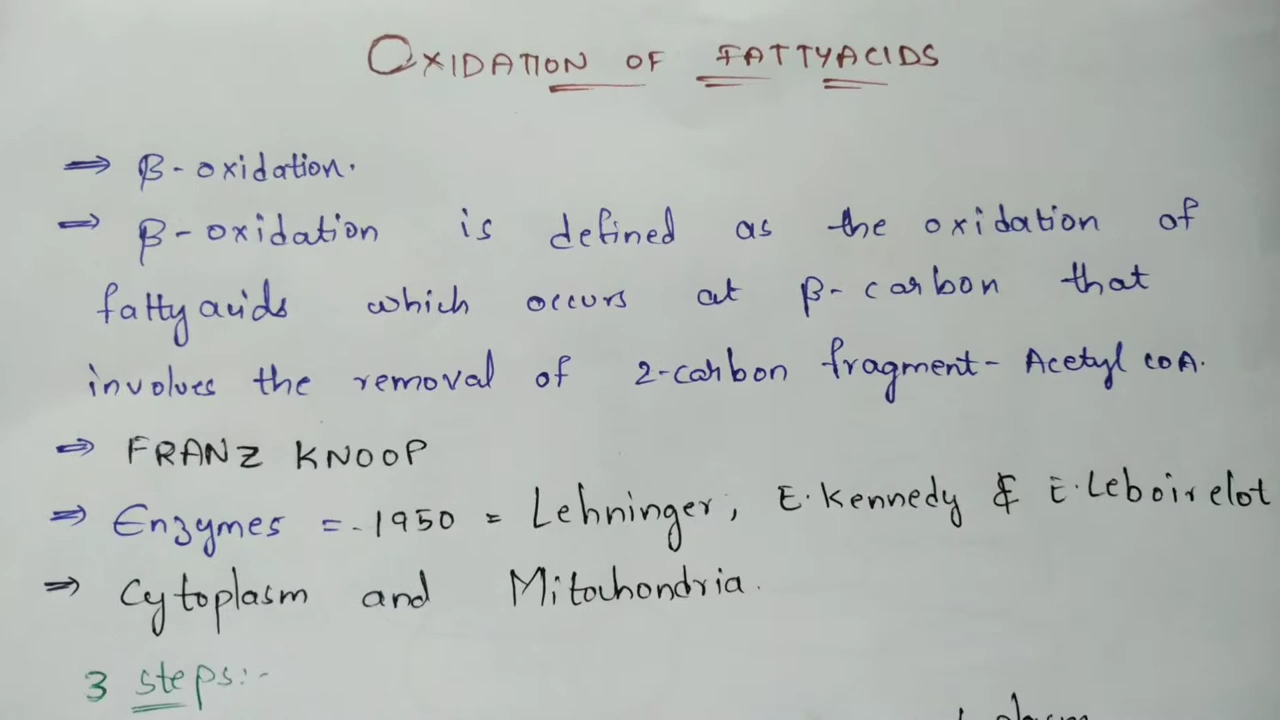 OXIDATION OF FATTYACIDS
⇒ β-oxidation.
⇒ β-oxidation is defined as the oxidation of
fattyacids which occurs at β-carbon that
involves the removal of 2-carbon fragment- Acetyl COA.
⇒ FRANZ KNOOP
⇒ Enzymes = -1950 = Lehninger, E. Kennedy & E. Leboirelot
⇒ Cytoplasm and Mitochondria.
3 steps:-